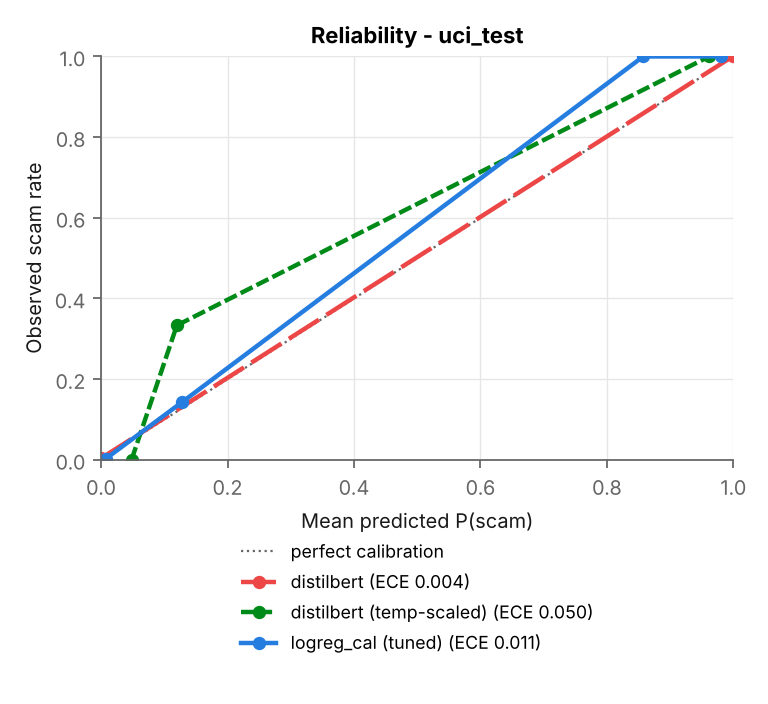 Reliability - uci_test
1.0
0.8
0.6
0.4
0.2
0.0
Observed scam rate
0.0 0.2 0.4 0.6 0.8 1.0
Mean predicted P(scam)
perfect calibration
distilbert (ECE 0.004)
distilbert (temp-scaled) (ECE 0.050)
logreg_cal (tuned) (ECE 0.011)